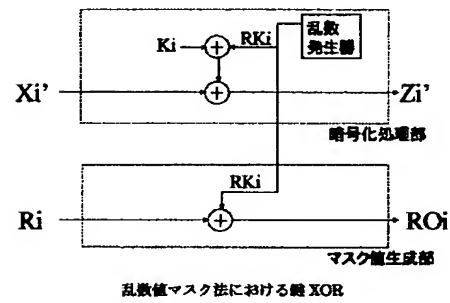 Ki
RKi
乱数
発生器
Xi'
Zi'
暗号化処理部
RKi
Ri
ROi
マスク値生成部
乱数値マスク法における鍵 XOR